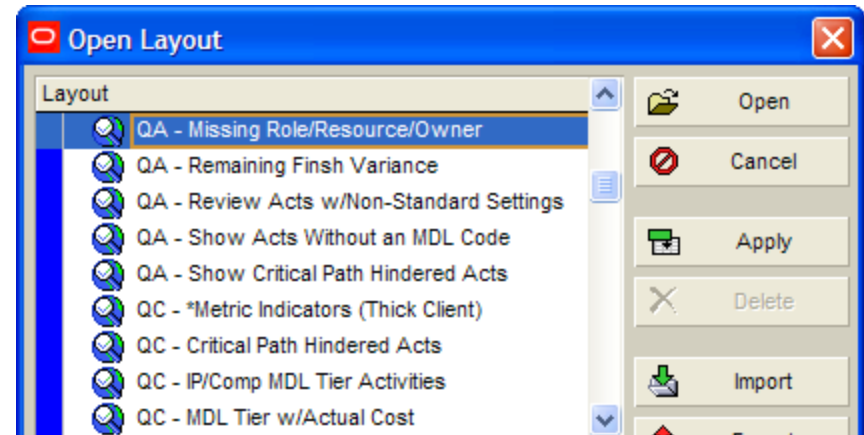 Open Layout
Layout
QA - Missing Role/Resource/Owner
QA - Remaining Finsh Variance
QA - Review Acts w/Non-Standard Settings
QA - Show Acts Without an MDL Code
QA - Show Critical Path Hindered Acts
QC - *Metric Indicators (Thick Client)
QC - Critical Path Hindered Acts
QC - IP/Comp MDL Tier Activities
QC - MDL Tier w/Actual Cost
Open
Cancel
Apply
Delete
Import